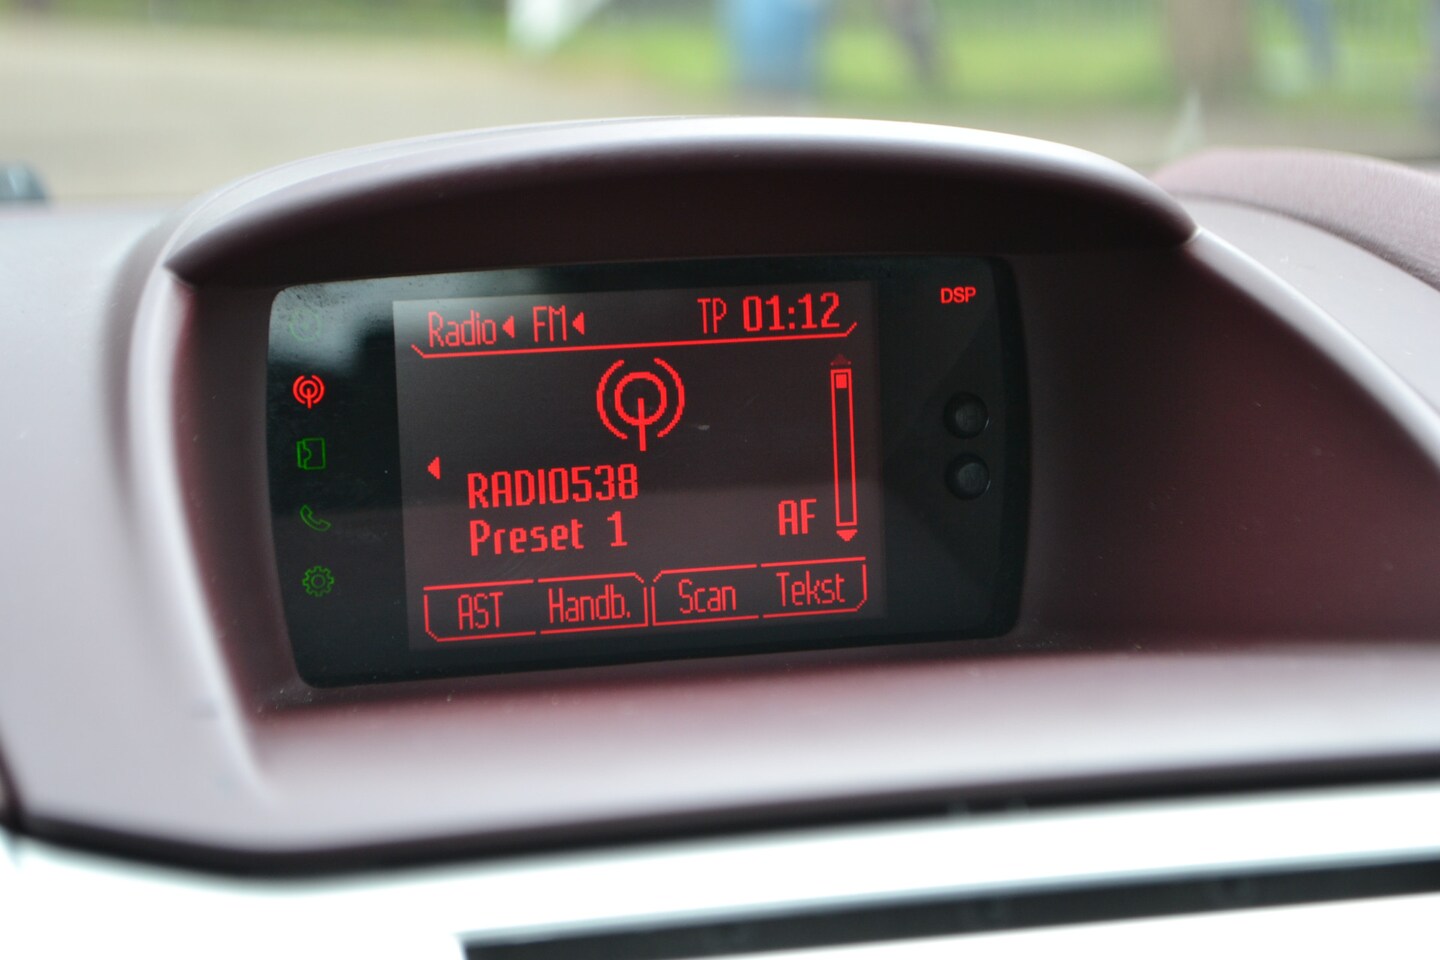 Radio FM TP 01:12
DSP
RADIO538
Preset 1 AF
AST Handb. Scan Tekst